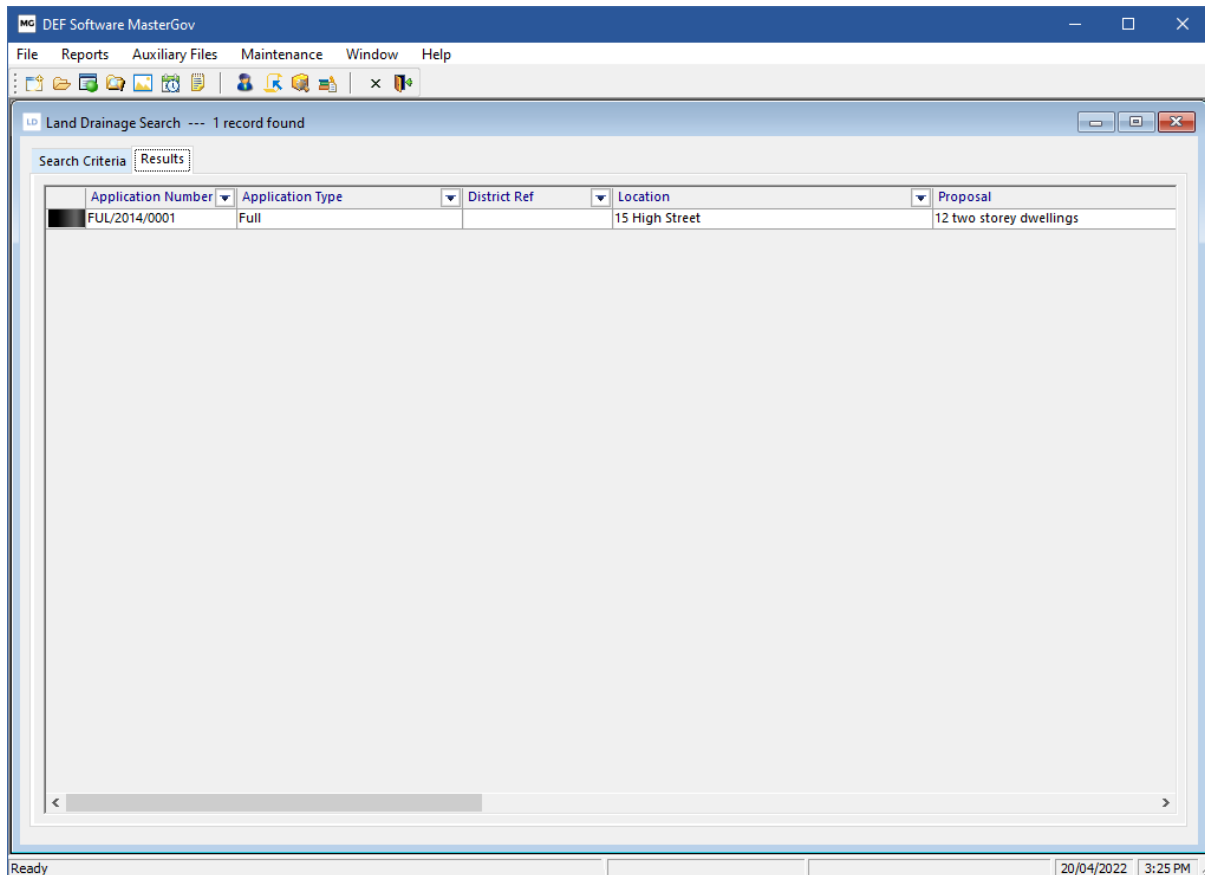 MG DEF Software MasterGov
File Reports Auxiliary Files Maintenance Window Help
LD Land Drainage Search --- 1 record found
Search Criteria Results
Application Number Application Type District Ref Location Proposal
FUL/2014/0001 Full 15 High Street 12 two storey dwellings
Ready 20/04/2022 3:25 PM